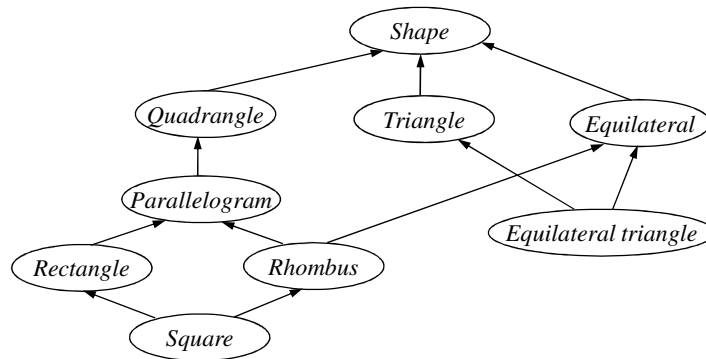 Shape
Quadrangle
Triangle
Equilateral
Parallelogram
Equilateral triangle
Rectangle
Rhombus
Square